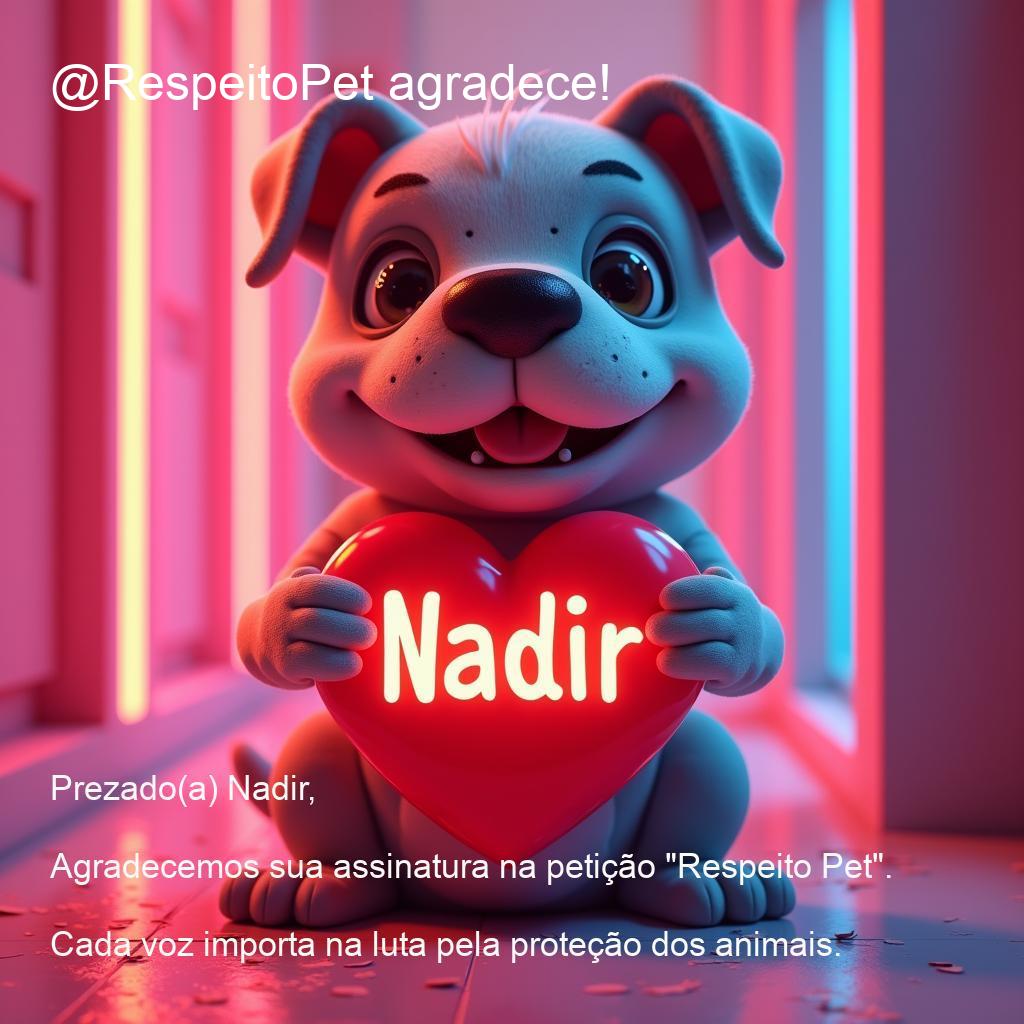 @RespeitoPet agradece!
Nadir
Prezado(a) Nadir,
Agradecemos sua assinatura na petição "Respeito Pet".
Cada voz importa na luta pela proteção dos animais.